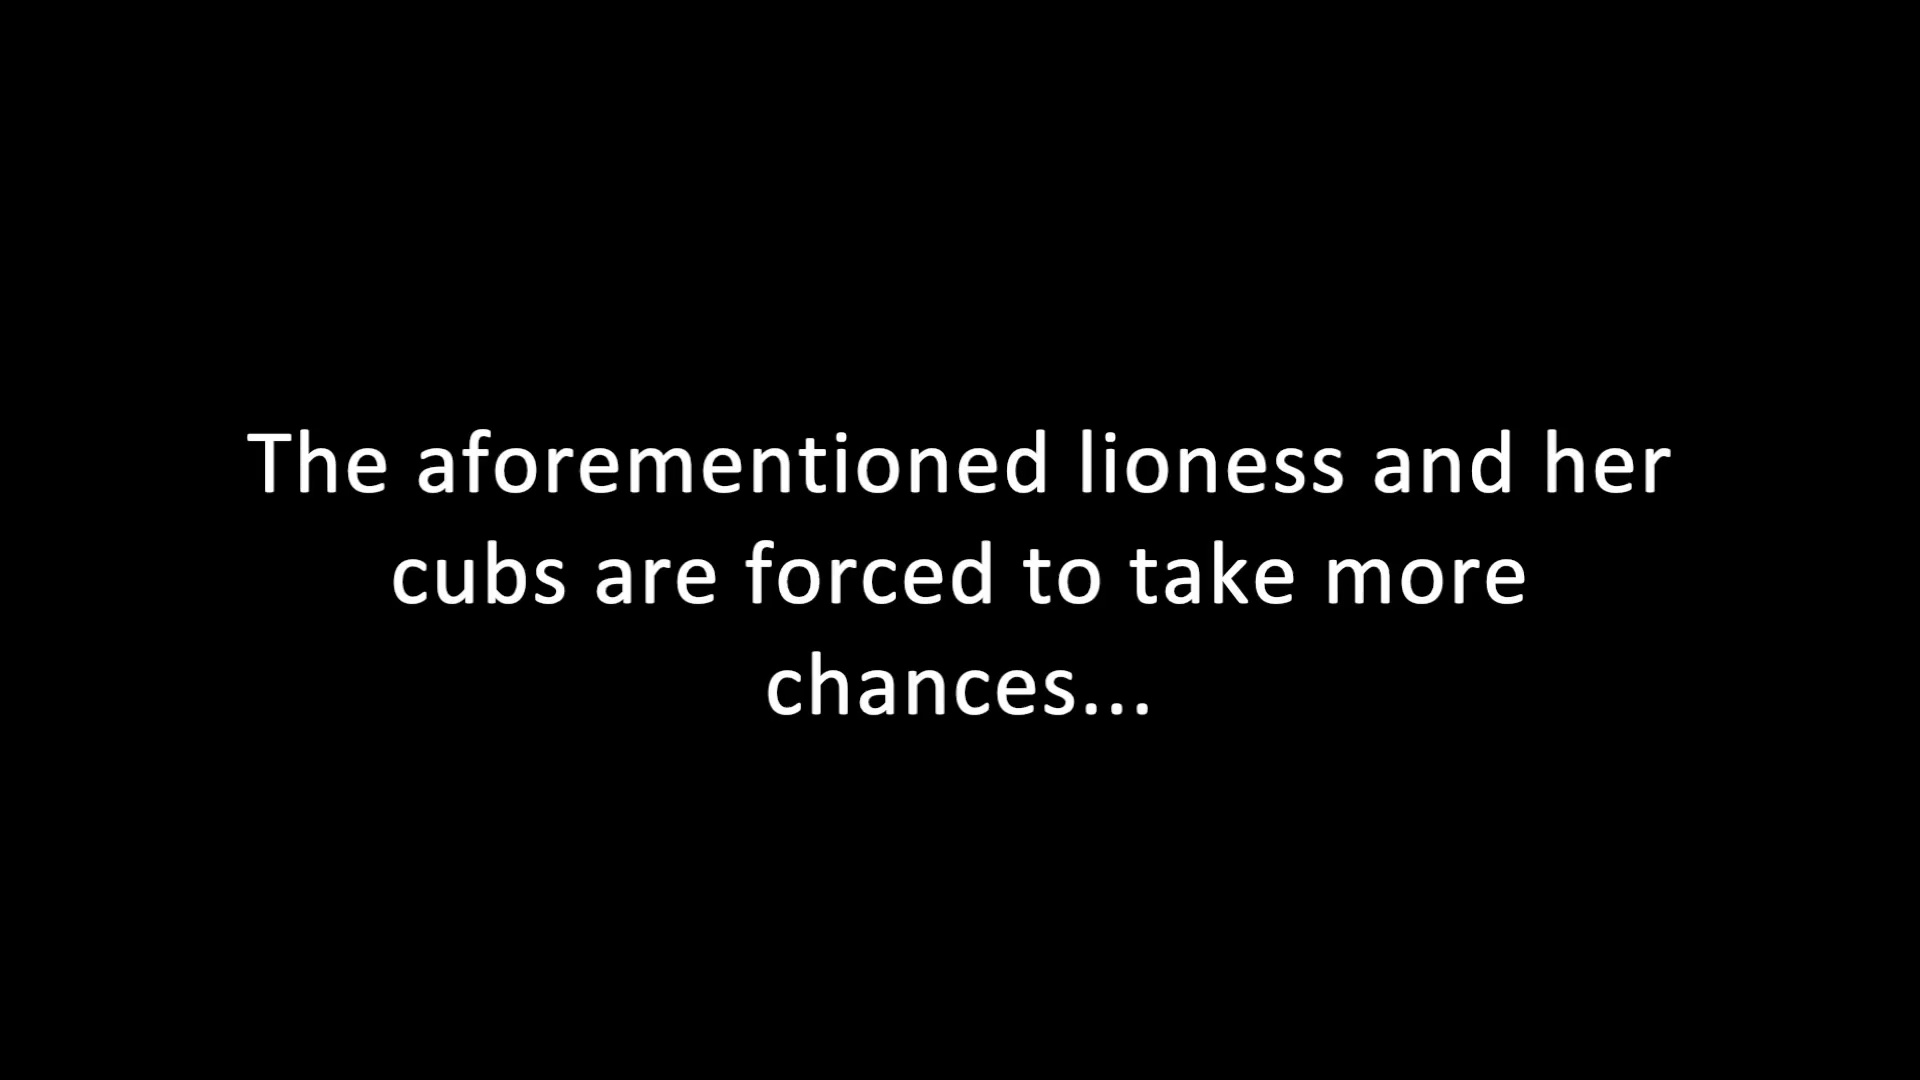 The aforementioned lioness and her
cubs are forced to take more
chances...